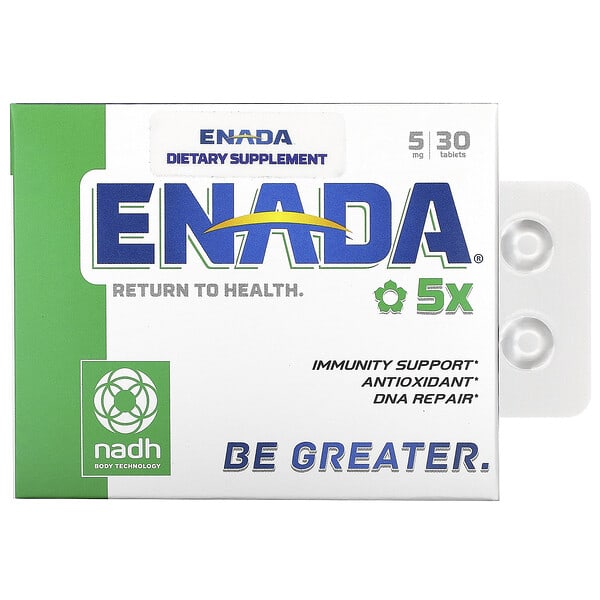 ENADA
DIETARY SUPPLEMENT
5 mg | 30 tablets
ENADA®
RETURN TO HEALTH.
5x
IMMUNITY SUPPORT*
ANTIOXIDANT*
DNA REPAIR*
nadh
BODY TECHNOLOGY
BE GREATER.